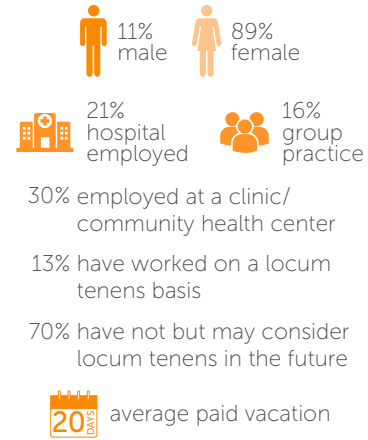 11% male
89% female
21% hospital employed
16% group practice
30% employed at a clinic/
community health center
13% have worked on a locum
tenens basis
70% have not but may consider
locum tenens in the future
20 DAYS average paid vacation